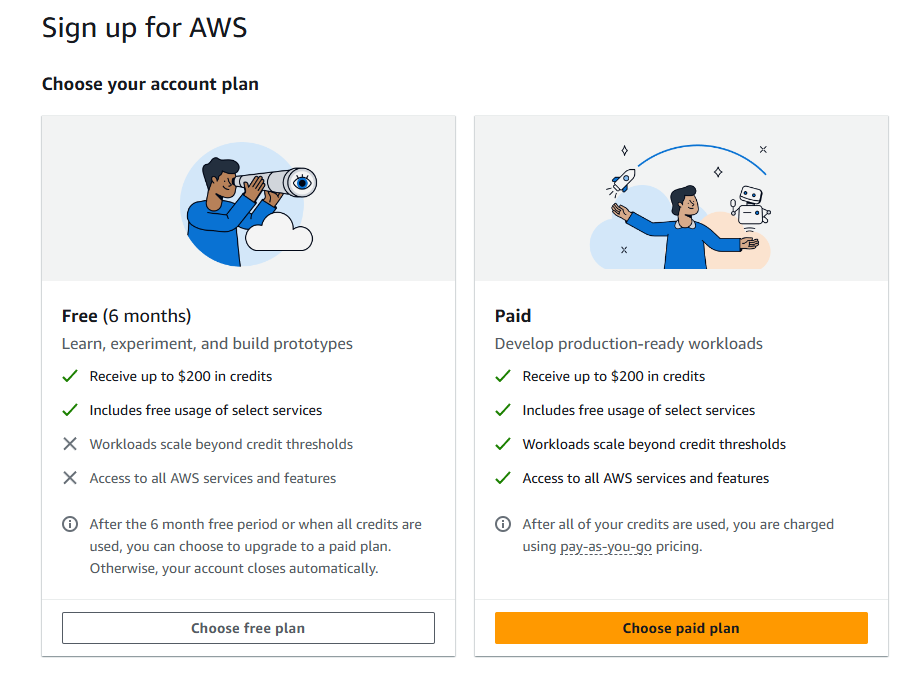 Sign up for AWS
Choose your account plan
Free (6 months)
Learn, experiment, and build prototypes
Receive up to $200 in credits
Includes free usage of select services
Workloads scale beyond credit thresholds
Access to all AWS services and features
After the 6 month free period or when all credits are
used, you can choose to upgrade to a paid plan.
Otherwise, your account closes automatically.
Choose free plan
Paid
Develop production-ready workloads
Receive up to $200 in credits
Includes free usage of select services
Workloads scale beyond credit thresholds
Access to all AWS services and features
After all of your credits are used, you are charged
using pay-as-you-go pricing.
Choose paid plan